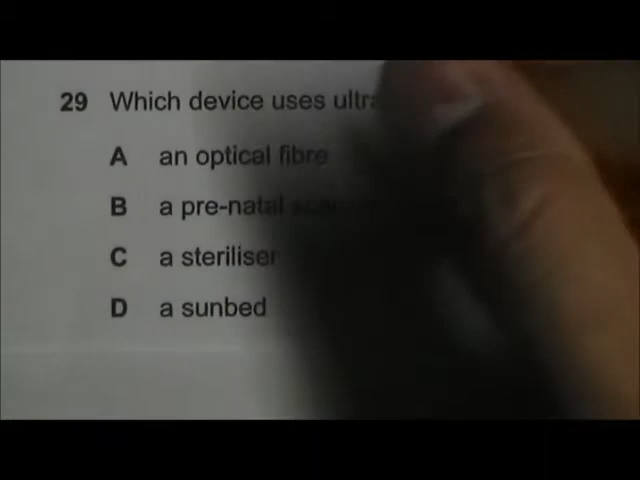 29 Which device uses ultra
A an optical fibre
B a pre-natal
C a steriliser
D a sunbed